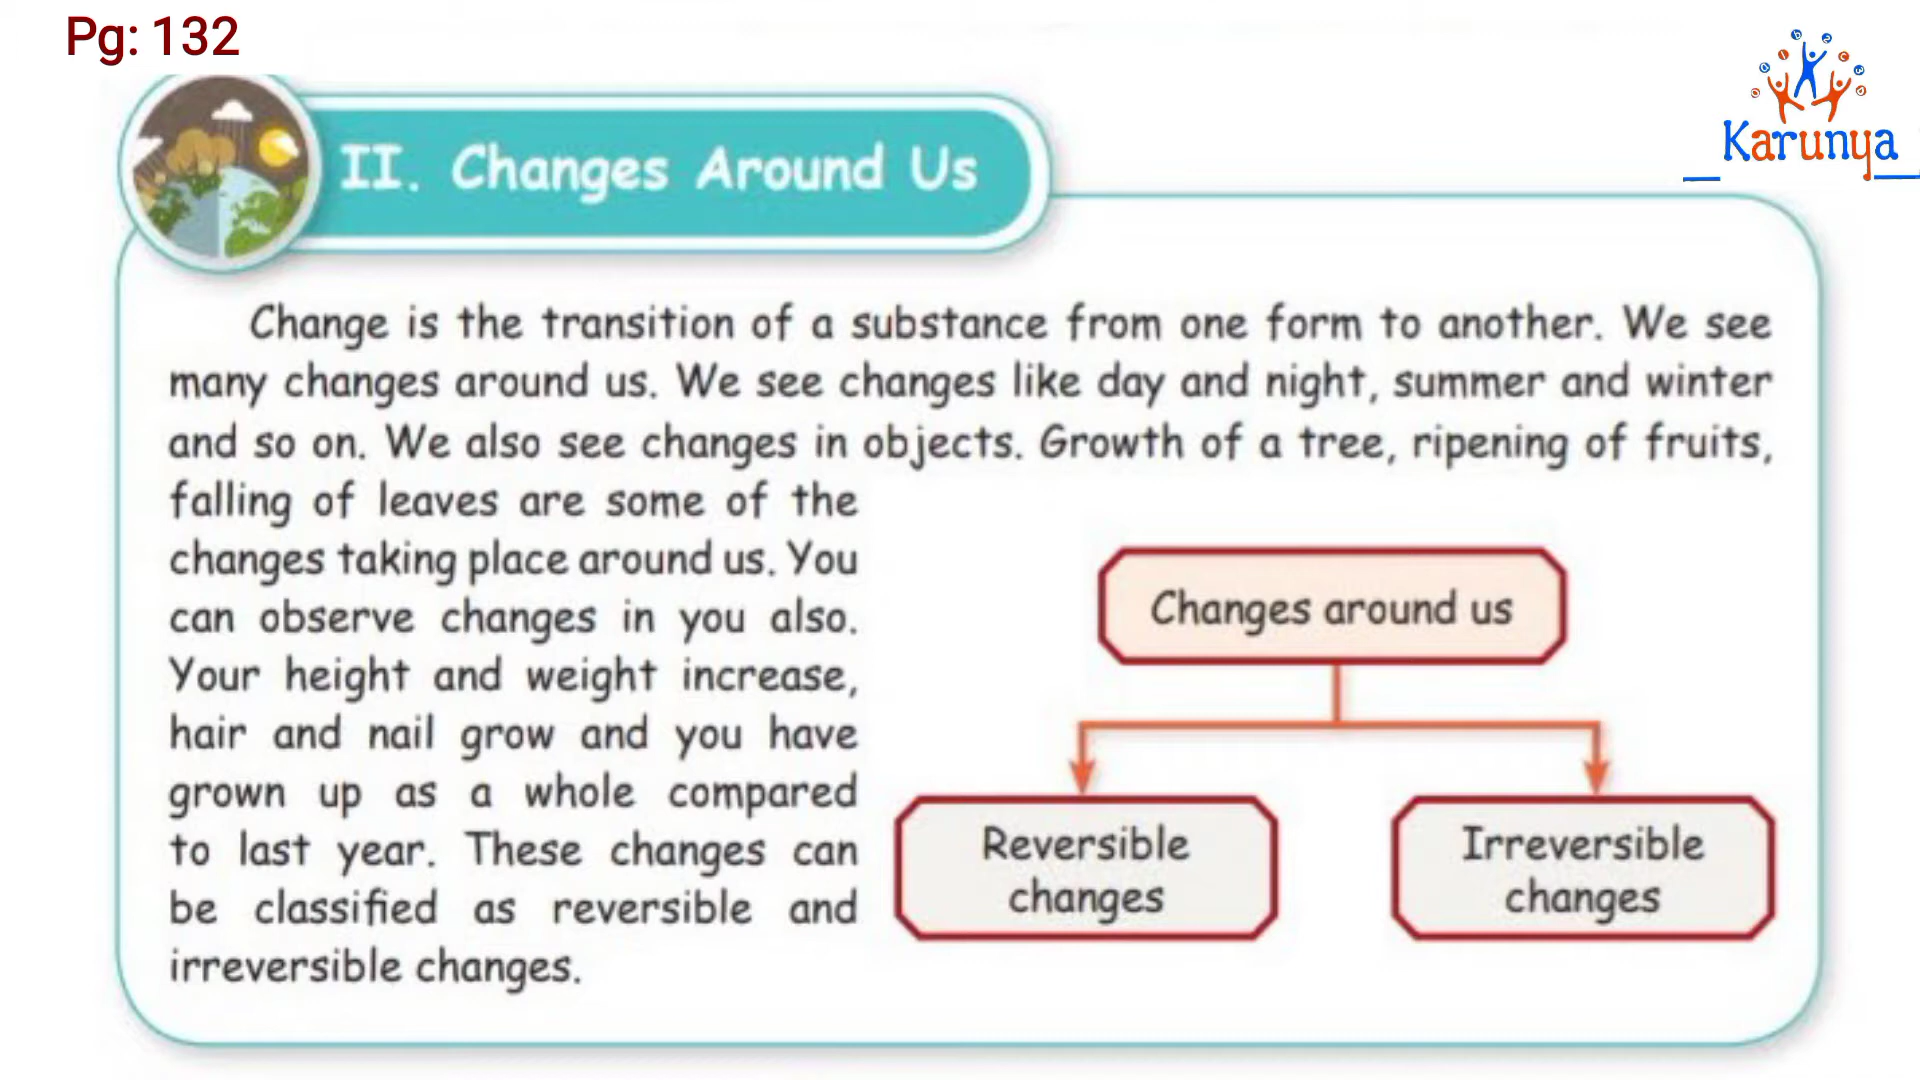 Pg: 132
Karunya
II. Changes Around Us
Change is the transition of a substance from one form to another. We see
many changes around us. We see changes like day and night, summer and winter
and so on. We also see changes in objects. Growth of a tree, ripening of fruits,
falling of leaves are some of the
changes taking place around us. You
can observe changes in you also.
Your height and weight increase,
hair and nail grow and you have
grown up as a whole compared
to last year. These changes can
be classified as reversible and
irreversible changes.
Changes around us
Reversible
changes
Irreversible
changes